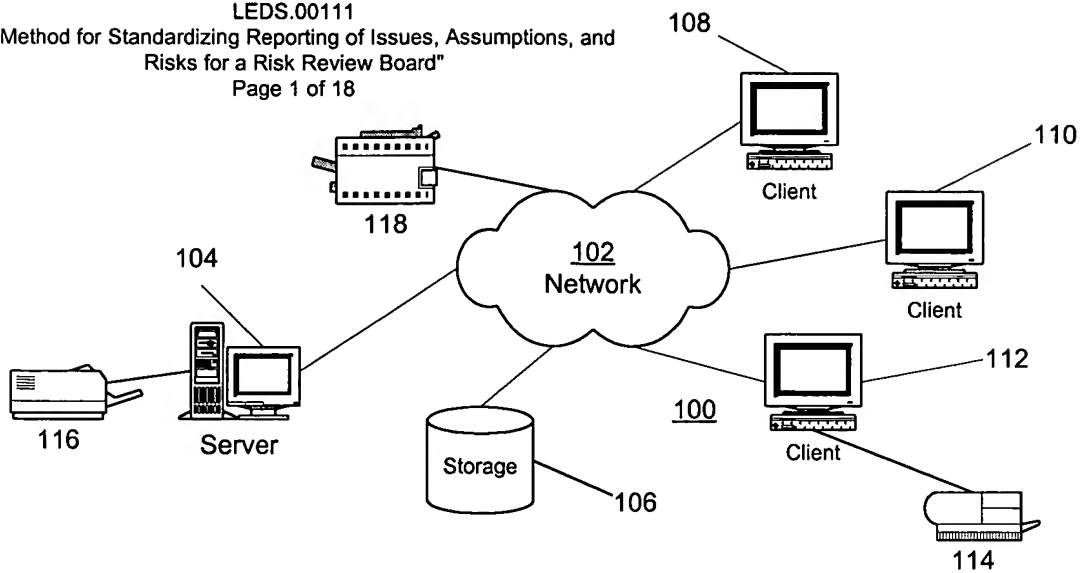 LEDS.00111
Method for Standardizing Reporting of Issues, Assumptions, and
Risks for a Risk Review Board"
Page 1 of 18
108
110
Client
118
102
Network
104
Client
112
116
Server
100
Client
Storage
106
114